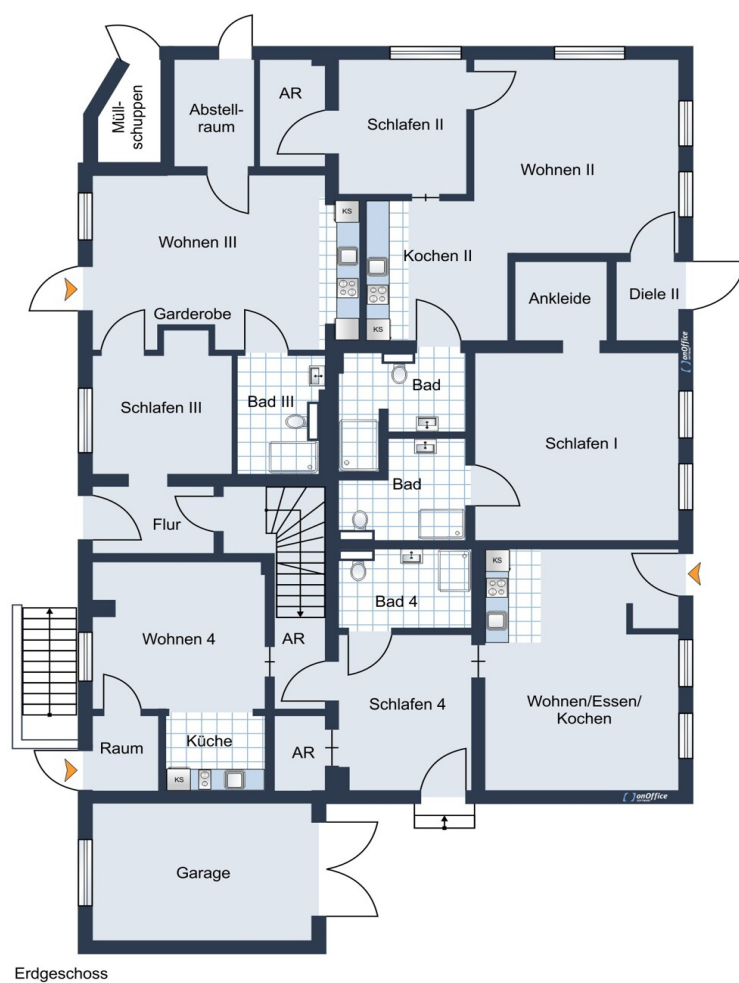 Müll-
schuppen
Abstell-
raum
AR
Schlafen II
Wohnen II
Wohnen III
KS
Kochen II
KS
Garderobe
Ankleide
Diele II
onOffice
Schlafen III
Bad III
Bad
Schlafen I
Bad
Flur
KS
Bad 4
Wohnen 4
AR
Schlafen 4
Wohnen/Essen/
Kochen
Raum
Küche
AR
KS
onOffice
Garage
Erdgeschoss